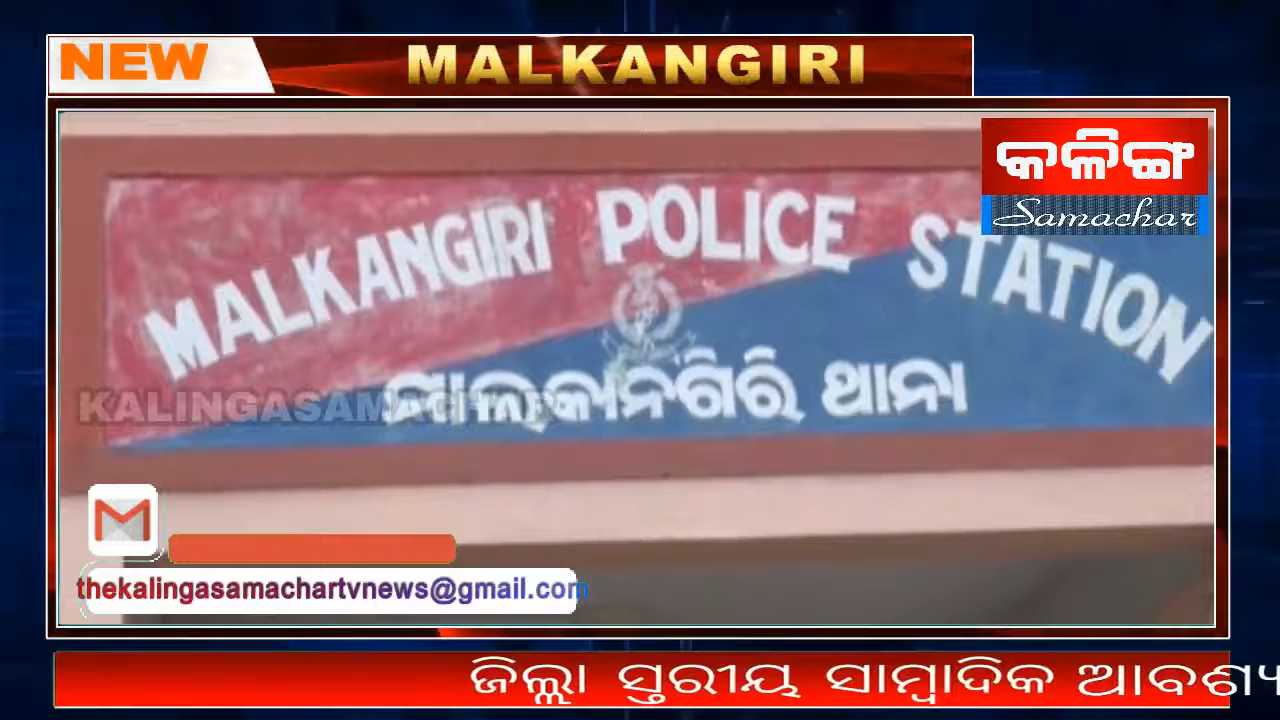 NEW
MALKANGIRI
କଳିଙ୍ଗ
Samachar
MALKANGIRI POLICE STATION
ମାଲକାନଗିରି ଥାନା
KALINGASAMACHAR
thekalingasamachartvnews@gmail.com
ଜିଲ୍ଲା ସ୍ତରୀୟ ସାମ୍ବାଦିକ ଆବଶ୍ୟ